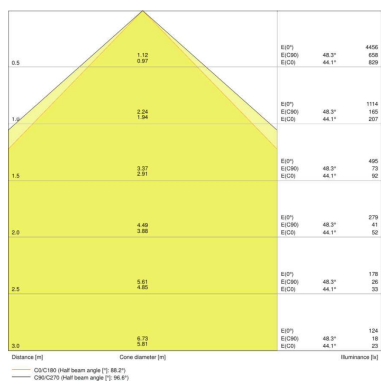 E(0°) 4456
1.12 E(C90) 48.3° 658
0.5 0.97 E(C0) 44.1° 829
E(0°) 1114
2.24 E(C90) 48.3° 165
1.0 1.94 E(C0) 44.1° 207
E(0°) 495
3.37 E(C90) 48.3° 73
1.5 2.91 E(C0) 44.1° 92
E(0°) 279
4.49 E(C90) 48.3° 41
2.0 3.88 E(C0) 44.1° 52
E(0°) 178
5.61 E(C90) 48.3° 26
2.5 4.85 E(C0) 44.1° 33
E(0°) 124
6.73 E(C90) 48.3° 18
3.0 5.81 E(C0) 44.1° 23
Distance [m] Cone diameter [m] Illuminance [lx]
C0/C180 (Half beam angle [°]: 88.2°)
C90/C270 (Half beam angle [°]: 96.6°)